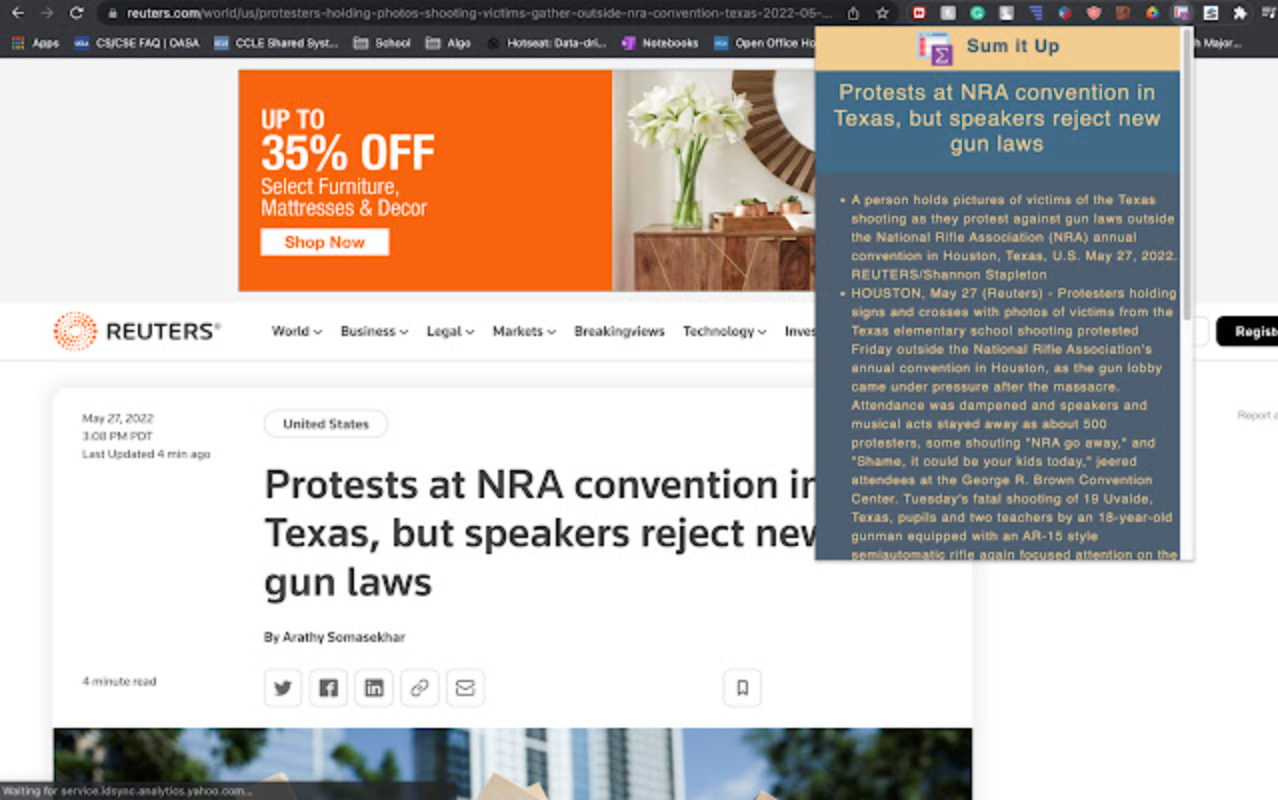 reuters.com/world/us/protesters-holding-photos-shooting-victims-gather-outside-nra-convention-texas-2022-05-...
Apps CS/CSE FAQ | OASA CCLE Shared Syst... School Algo Hotseat: Data-dri... Notebooks Open Office Ho
h Major...
Sum it Up
Protests at NRA convention in
Texas, but speakers reject new
gun laws
• A person holds pictures of victims of the Texas
shooting as they protest against gun laws outside
the National Rifle Association (NRA) annual
convention in Houston, Texas, U.S. May 27, 2022.
REUTERS/Shannon Stapleton
• HOUSTON, May 27 (Reuters) - Protesters holding
signs and crosses with photos of victims from the
Texas elementary school shooting protested
Friday outside the National Rifle Association's
annual convention in Houston, as the gun lobby
came under pressure after the massacre.
Attendance was dampened and speakers and
musical acts stayed away as about 500
protesters, some shouting "NRA go away," and
"Shame, it could be your kids today," jeered
attendees at the George R. Brown Convention
Center. Tuesday's fatal shooting of 19 Uvalde,
Texas, pupils and two teachers by an 18-year-old
gunman equipped with an AR-15 style
semiautomatic rifle again focused attention on the
UP TO
35% OFF
Select Furniture,
Mattresses & Decor
Shop Now
REUTERS® World Business Legal Markets Breakingviews Technology Inves
Registe
Report a
May 27, 2022
3:08 PM PDT
Last Updated 4 min ago
United States
Protests at NRA convention in
Texas, but speakers reject new
gun laws
By Arathy Somasekhar
4 minute read
Waiting for service.idsync.analytics.yahoo.com...